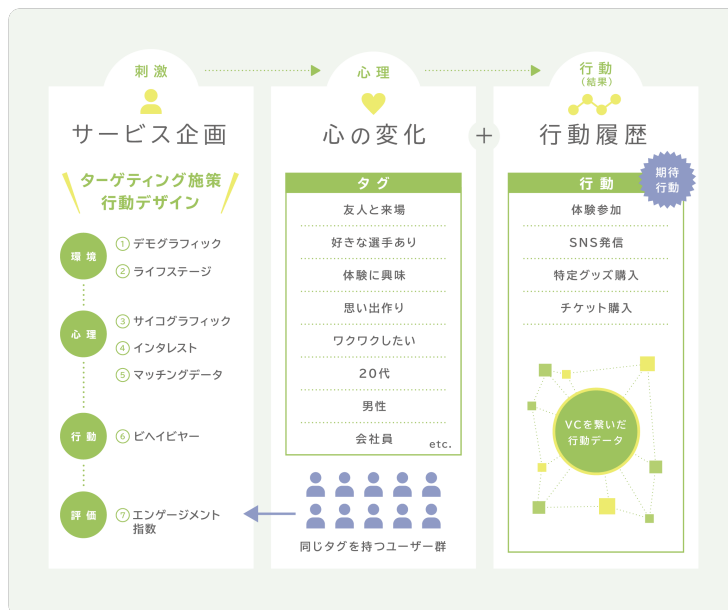 刺激
サービス企画
ターゲティング施策
行動デザイン
環境
① デモグラフィック
② ライフステージ
心理
③ サイコグラフィック
④ インタレスト
⑤ マッチングデータ
行動
⑥ ビヘイビヤー
評価
⑦ エンゲージメント
指数
心理
心の変化
タグ
友人と来場
好きな選手あり
体験に興味
思い出作り
ワクワクしたい
20代
男性
会社員
etc.
同じタグを持つユーザー群
+
行動
(結果)
行動履歴
期待
行動
行動
体験参加
SNS発信
特定グッズ購入
チケット購入
VCを繋いだ
行動データ